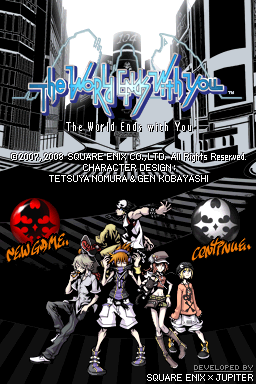 The World Ends With You
TM
The World Ends with You
©2007, 2008 SQUARE ENIX CO., LTD. All Rights Reserved.
CHARACTER DESIGN :
TETSUYA NOMURA & GEN KOBAYASHI
NEW GAME.
CONTINUE.
DEVELOPED BY
SQUARE ENIX × JUPITER